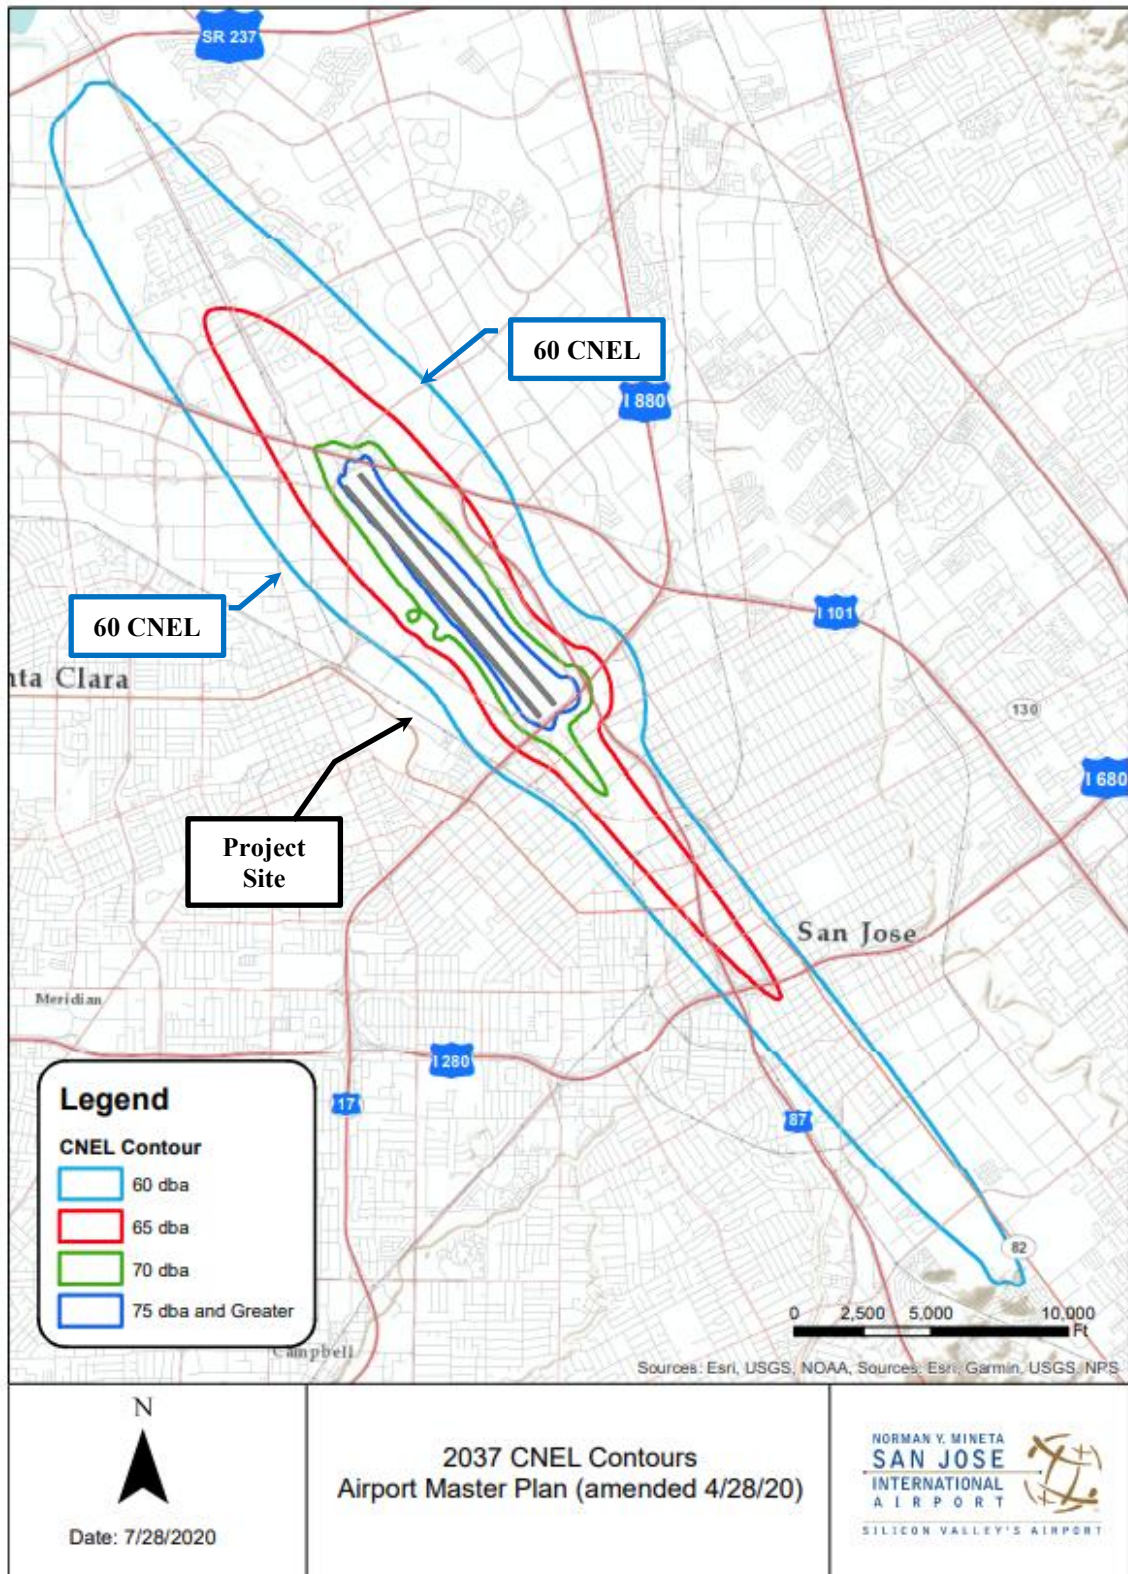 SR 237
60 CNEL
I 880
60 CNEL
I 101
nta Clara
130
I 680
Project
Site
San Jose
Meridian
I 280
17
87
Legend
CNEL Contour
60 dba
65 dba
70 dba
75 dba and Greater
82
0 2,500 5,000 10,000
Ft
Campbell
Sources: Esri, USGS, NOAA, Sources: Esri, Garmin, USGS, NPS
N
Date: 7/28/2020
2037 CNEL Contours
Airport Master Plan (amended 4/28/20)
NORMAN Y. MINETA
SAN JOSE
INTERNATIONAL
AIRPORT
SILICON VALLEY'S AIRPORT